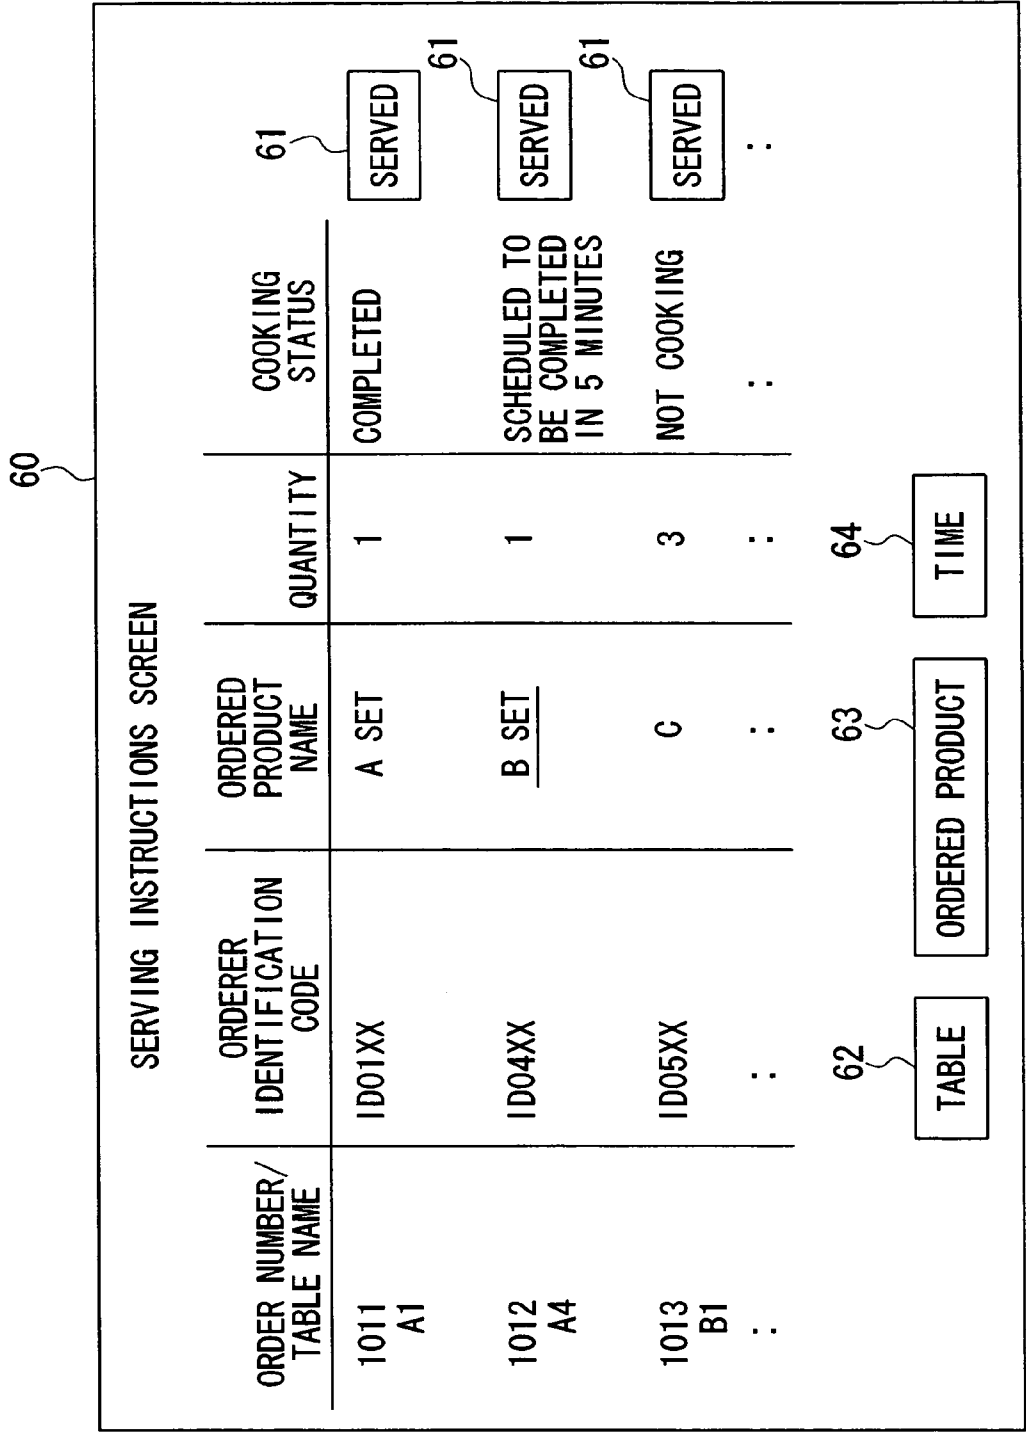 60
SERVING INSTRUCTIONS SCREEN
ORDER NUMBER/
TABLE NAME
ORDERER
IDENTIFICATION
CODE
ORDERED
PRODUCT
NAME
QUANTITY
COOKING
STATUS
1011
A1
ID01XX
A SET
1
COMPLETED
SERVED
61
1012
A4
ID04XX
B SET
1
SCHEDULED TO
BE COMPLETED
IN 5 MINUTES
SERVED
61
1013
B1
ID05XX
C
3
NOT COOKING
SERVED
61
:
:
:
:
:
:
62
TABLE
63
ORDERED PRODUCT
64
TIME